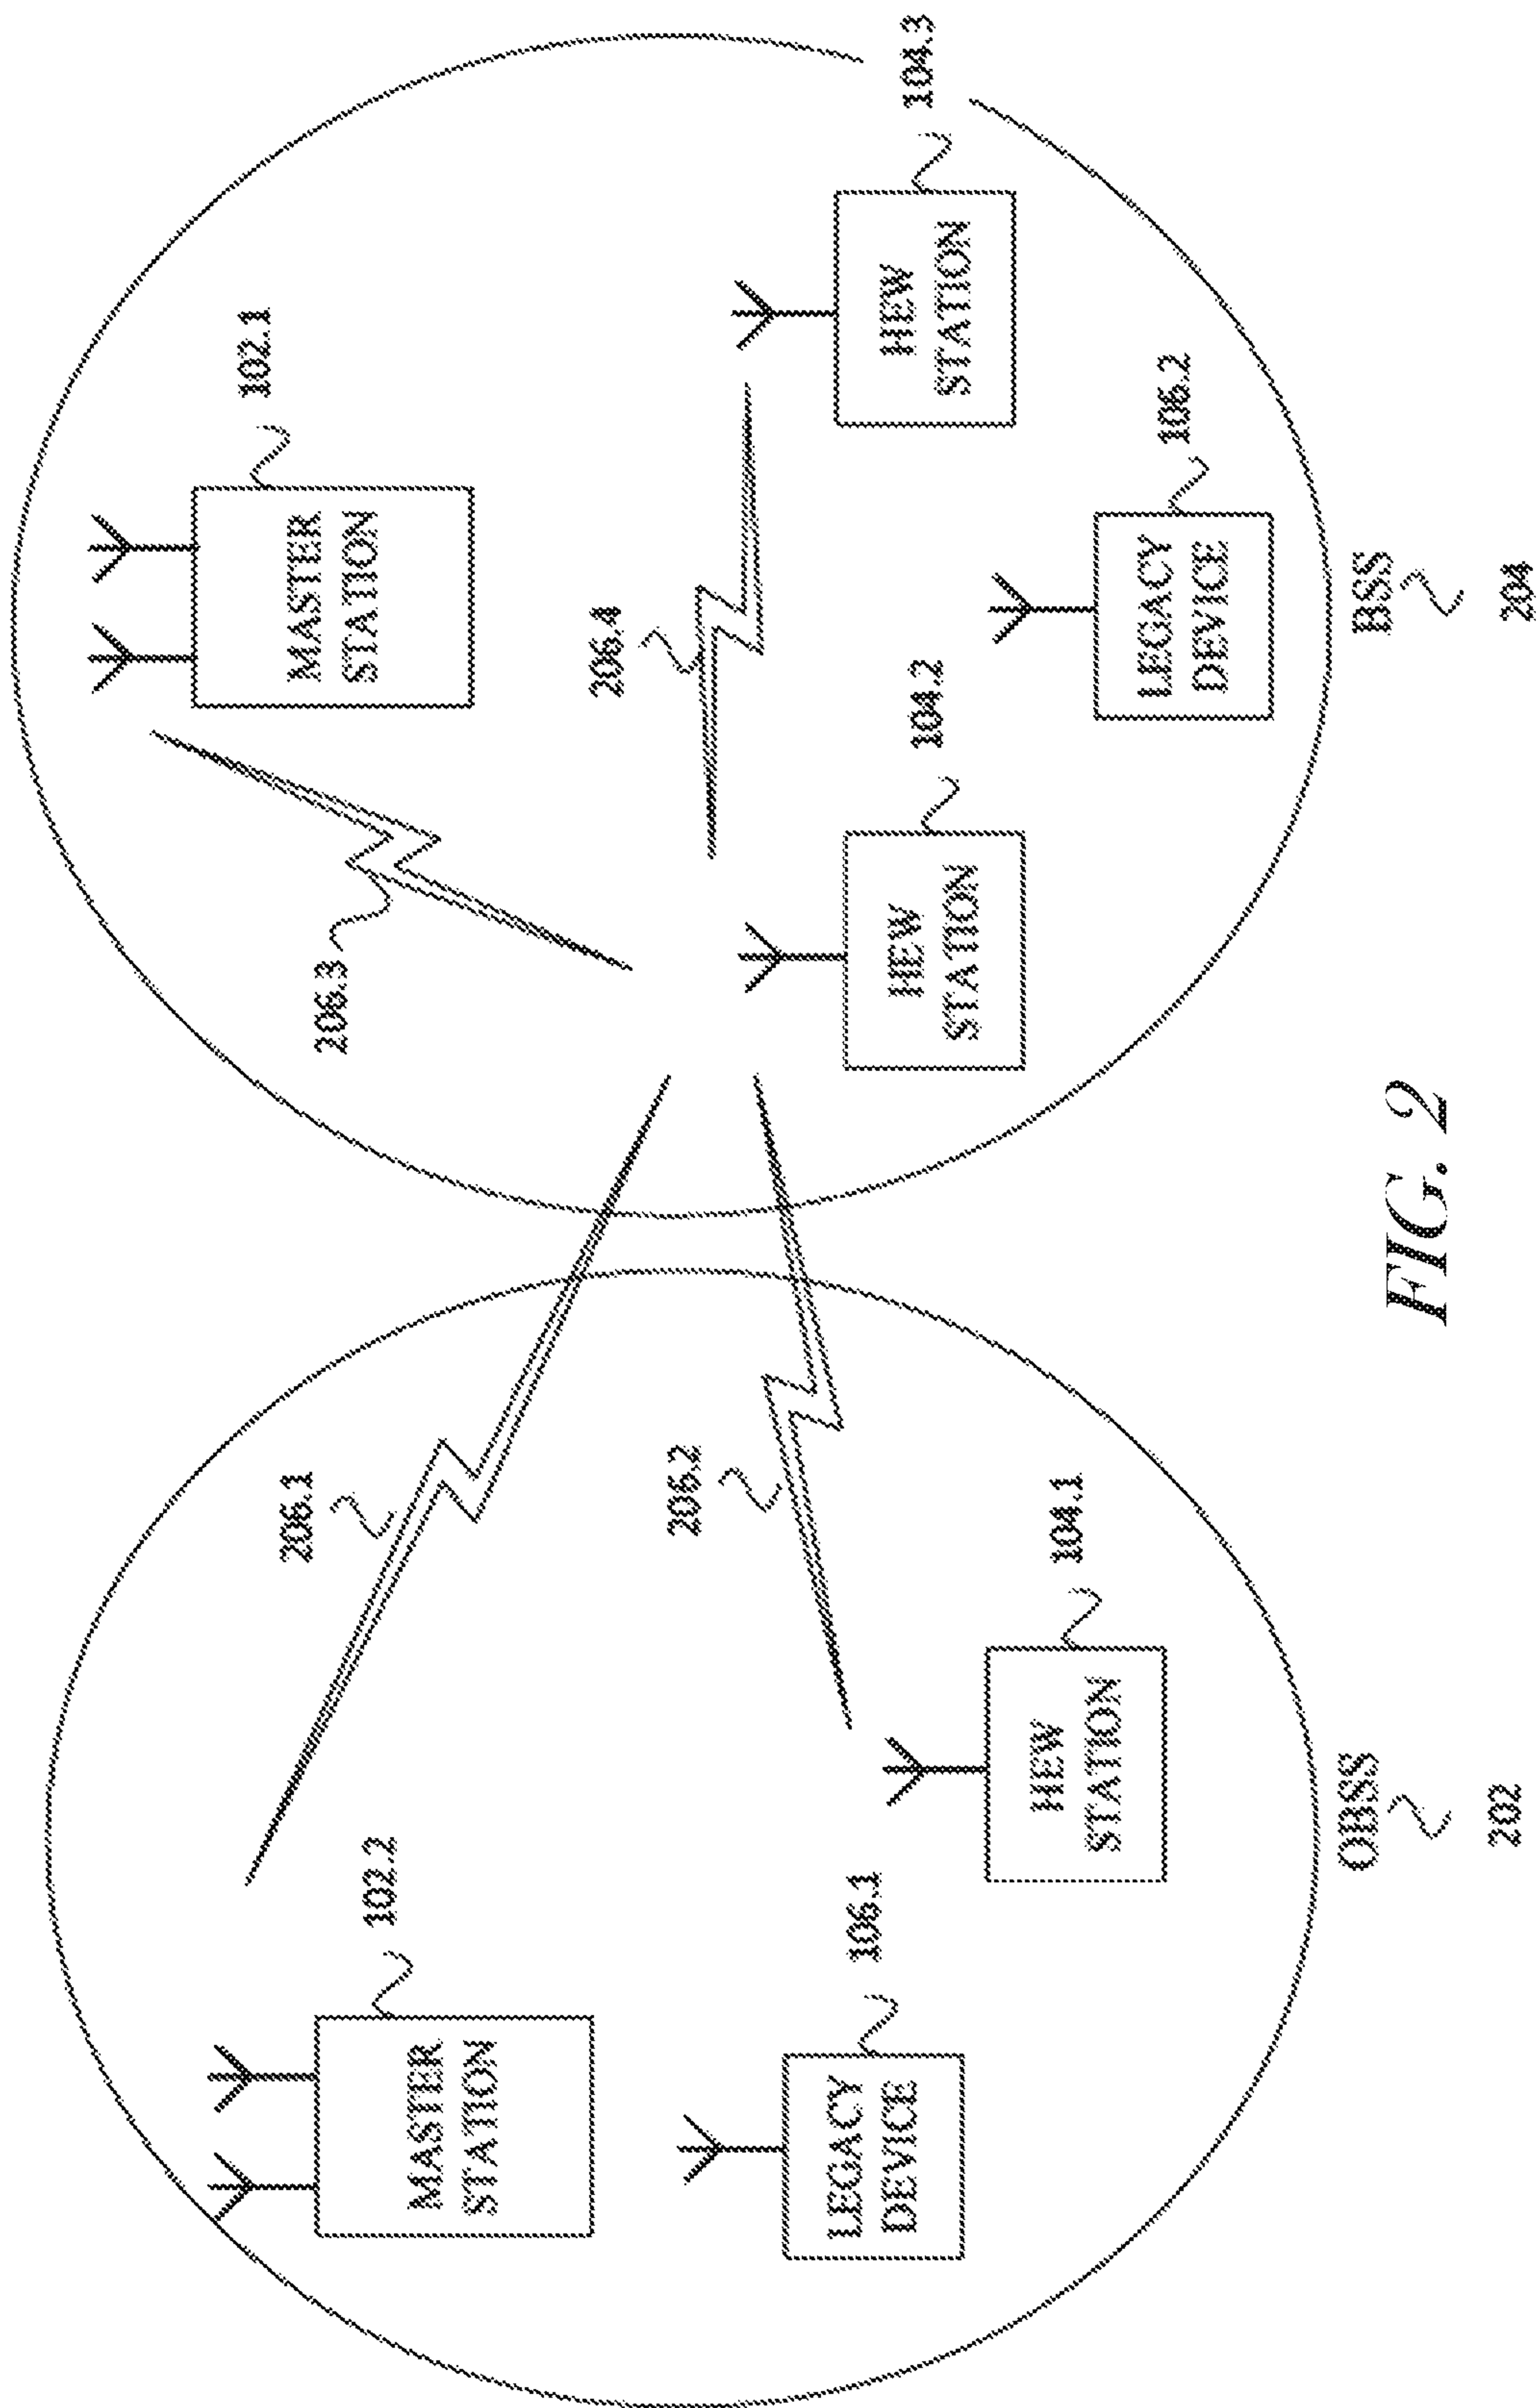 102.2
MASTER
STATION
106.1
LEGACY
DEVICE
104.1
HEW
STATION
206.1
206.2
OBSS
202
102.1
MASTER
STATION
206.3
206.4
104.2
HEW
STATION
104.3
HEW
STATION
106.2
LEGACY
DEVICE
BSS
204
FIG. 2